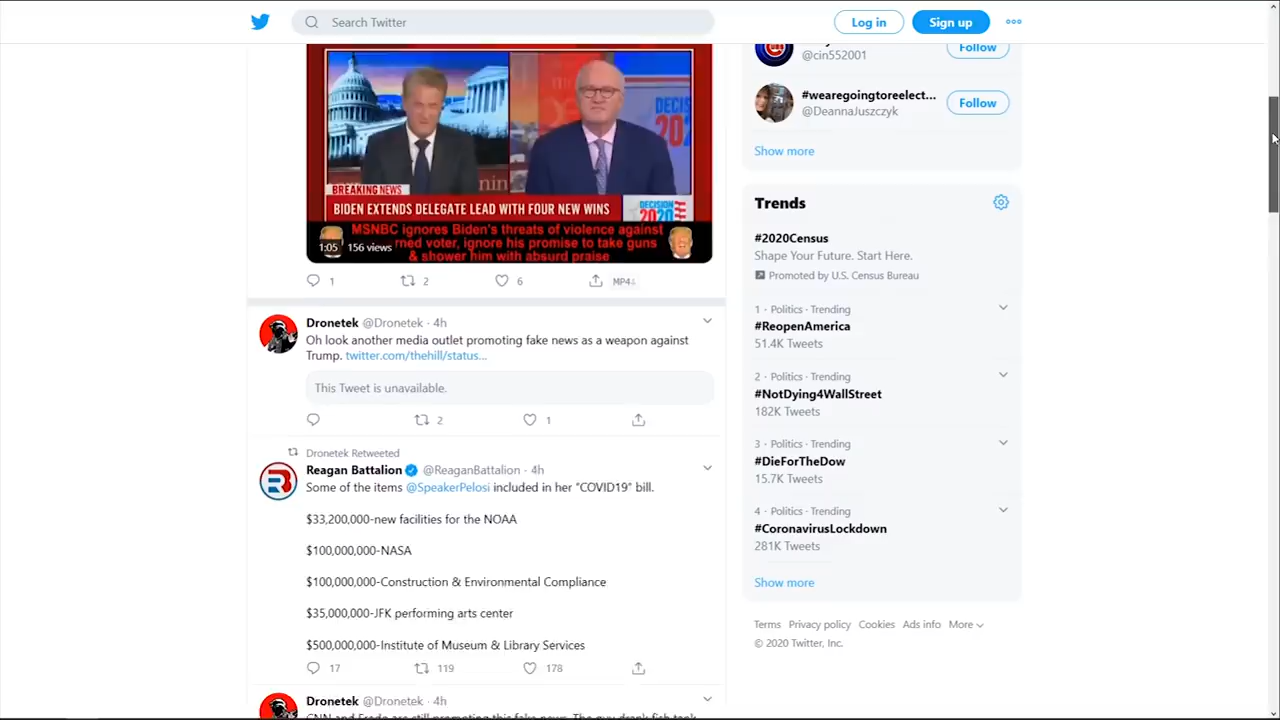 Search Twitter
Log in
Sign up
@cin552001
Follow
#wearegoingtoreelect...
@DeannaJuszczyk
Follow
Show more
BREAKING NEWS
BIDEN EXTENDS DELEGATE LEAD WITH FOUR NEW WINS
DECISION
2020
MSNBC ignores Biden's threats of violence against
med voter, ignore his promise to take guns
& shower him with absurd praise
1:05 156 views
1 2 6 MP4
Dronetek @Dronetek · 4h
Oh look another media outlet promoting fake news as a weapon against
Trump. twitter.com/thehill/status...
This Tweet is unavailable.
2 1
Dronetek Retweeted
Reagan Battalion @ReaganBattalion · 4h
Some of the items @SpeakerPelosi included in her "COVID19" bill.
$33,200,000-new facilities for the NOAA
$100,000,000-NASA
$100,000,000-Construction & Environmental Compliance
$35,000,000-JFK performing arts center
$500,000,000-Institute of Museum & Library Services
17 119 178
Dronetek @Dronetek · 4h
Trends
#2020Census
Shape Your Future. Start Here.
Promoted by U.S. Census Bureau
1 · Politics · Trending
#ReopenAmerica
51.4K Tweets
2 · Politics · Trending
#NotDying4WallStreet
182K Tweets
3 · Politics · Trending
#DieForTheDow
15.7K Tweets
4 · Politics · Trending
#CoronavirusLockdown
281K Tweets
Show more
Terms Privacy policy Cookies Ads info More
© 2020 Twitter, Inc.